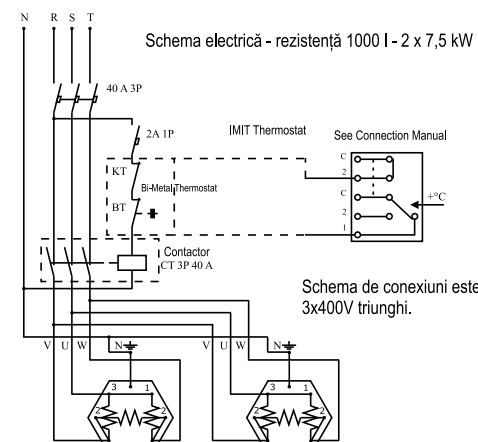 N R S T
Schema electrică - rezistență 1000 l - 2 x 7,5 kW
40 A 3P
2A 1P
IMIT Thermostat
See Connection Manual
KT
Bi-Metal Thermostat
BT
C
2
C
2
1
+°C
Contactor
CT 3P 40 A
Schema de conexiuni este
3x400V triunghi.
V U W N
V U W N
3 1
2 2
3 1
2 2